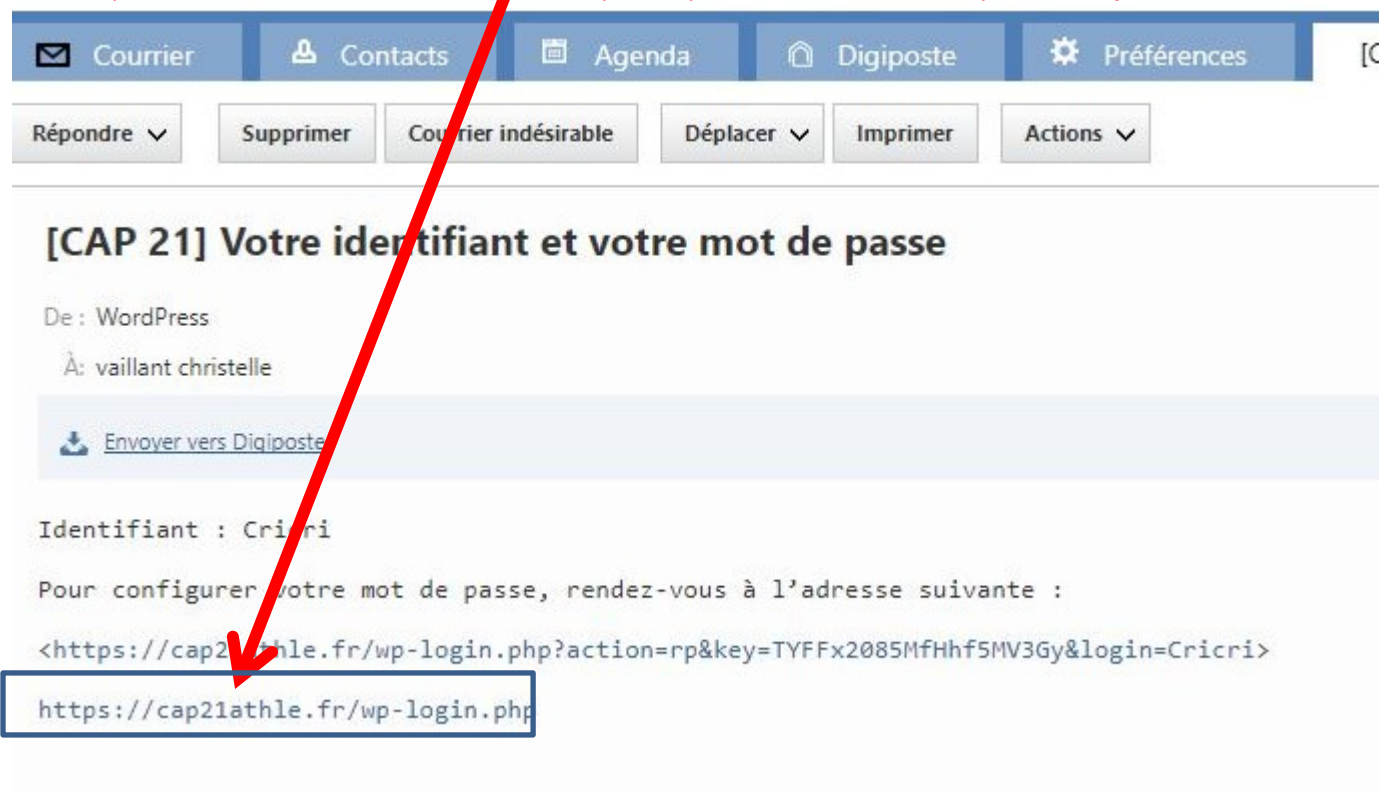 Courrier
Contacts
Agenda
Digiposte
Préférences
Répondre
Supprimer
Courrier indésirable
Déplacer
Imprimer
Actions
[CAP 21] Votre identifiant et votre mot de passe
De : WordPress
À: vaillant christelle
Envoyer vers Digiposte
Identifiant : Cricri
Pour configurer votre mot de passe, rendez-vous à l'adresse suivante :
<https://cap21athle.fr/wp-login.php?action=rp&key=TYFFx2085MfHhf5MV3Gy&login=Cricri>
https://cap21athle.fr/wp-login.php